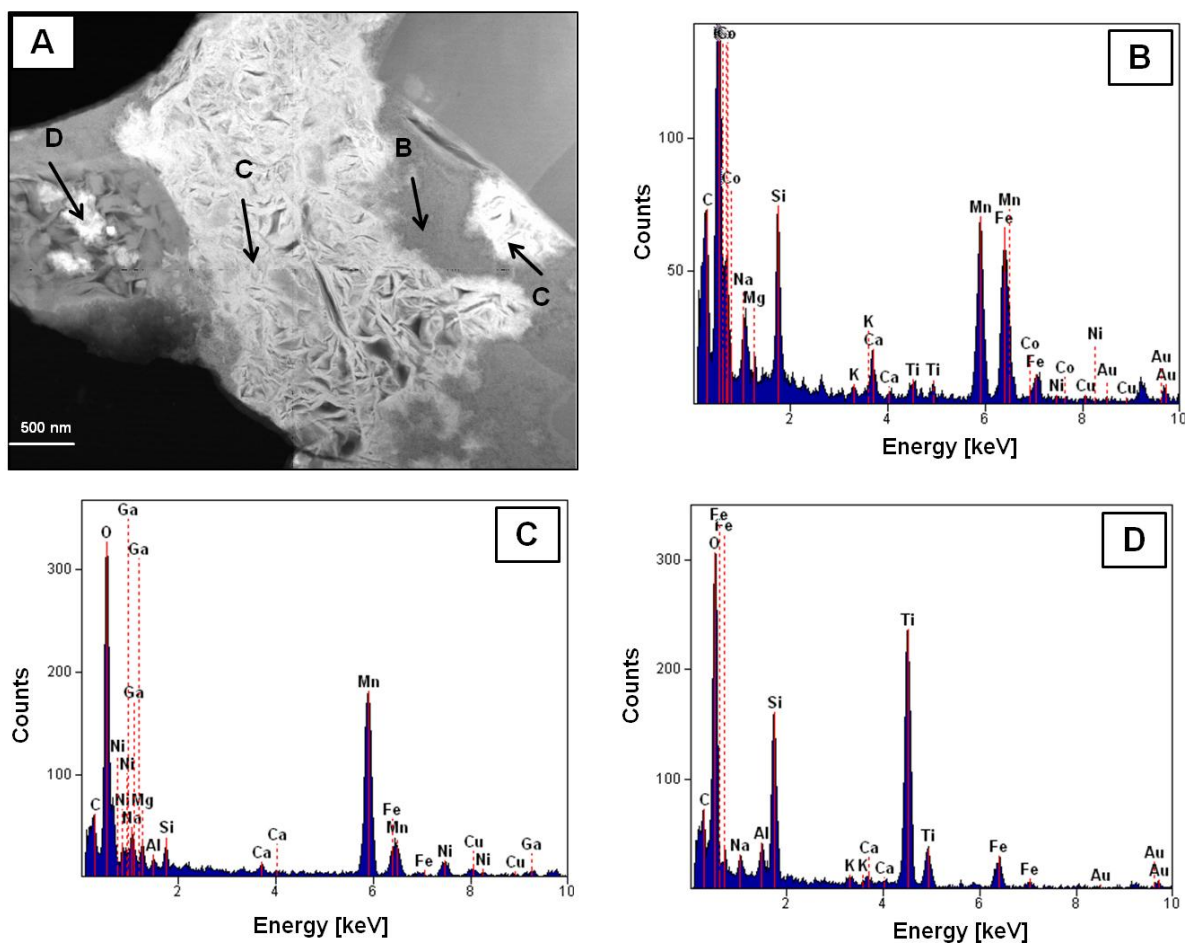 A
D
C
B
C
500 nm
B
Co
Co
C
Si
Na
Mg
K
K
Ca
Ca
Ti
Ti
Mn
Fe
Mn
Co
Fe
Ni
Co
Ni
Cu
Au
Cu
Au
Au
100
50
Counts
2
4
6
8
10
Energy [keV]
C
Ga
O
Ga
Ga
Ni
Ni
Ni
Na
Mg
C
Al
Si
Ca
Ca
Mn
Fe
Mn
Fe
Ni
Cu
Ni
Cu
Ga
300
200
100
Counts
2
4
6
8
10
Energy [keV]
D
Fe
Fe
O
C
Na
Al
Si
K
K
Ca
Ca
Ti
Ti
Fe
Fe
Au
Au
Au
300
200
100
Counts
2
4
6
8
10
Energy [keV]